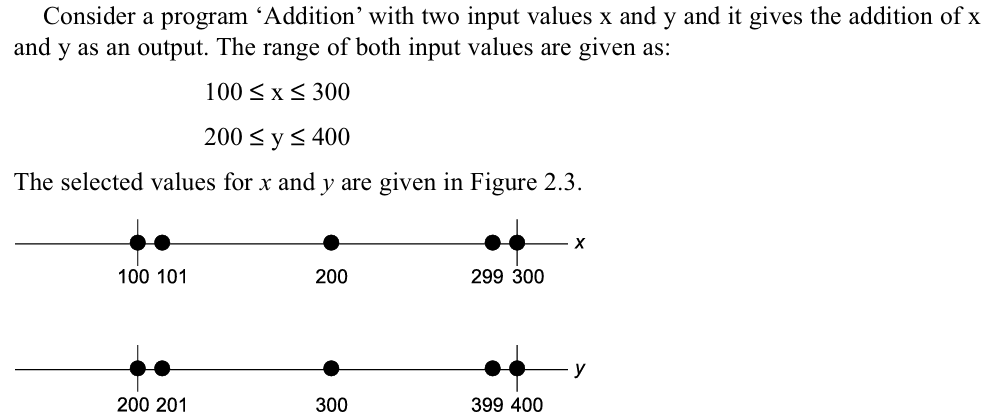 Consider a program ‘Addition’ with two input values x and y and it gives the addition of x
and y as an output. The range of both input values are given as:
100 ≤ x ≤ 300
200 ≤ y ≤ 400
The selected values for x and y are given in Figure 2.3.
x
100 101 200 299 300
y
200 201 300 399 400